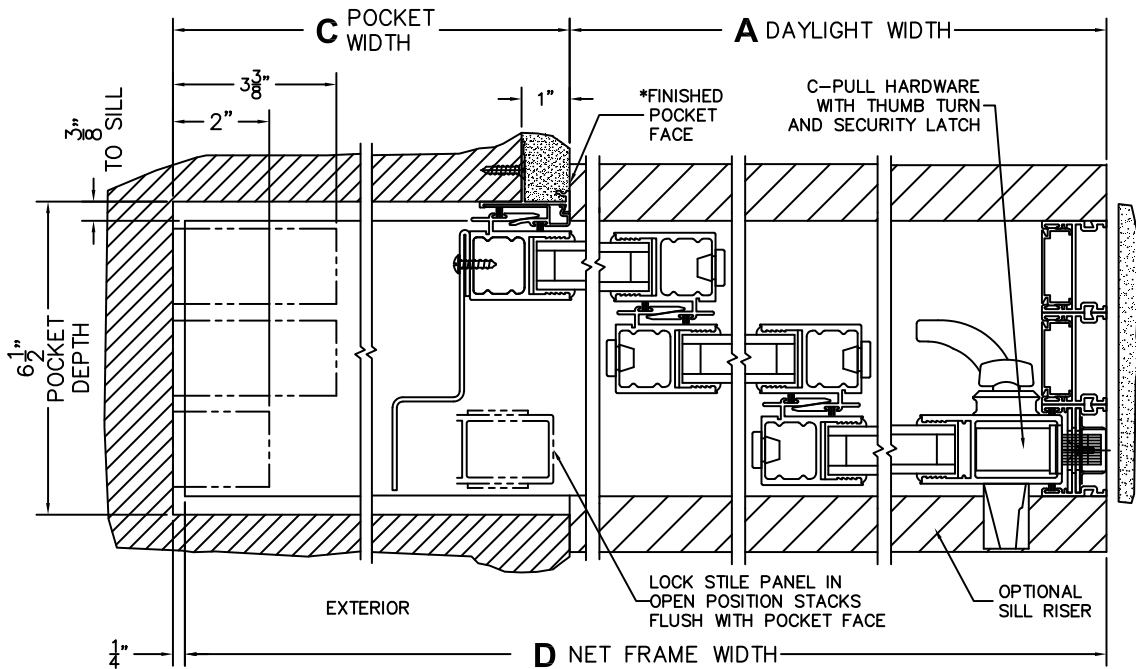 C POCKET
WIDTH
A DAYLIGHT WIDTH
3 3/8"
2"
1"
3/8"
TO SILL
*FINISHED
POCKET
FACE
C-PULL HARDWARE
WITH THUMB TURN
AND SECURITY LATCH
6 1/2"
POCKET
DEPTH
EXTERIOR
LOCK STILE PANEL IN
OPEN POSITION STACKS
FLUSH WITH POCKET FACE
OPTIONAL
SILL RISER
1/4"
D NET FRAME WIDTH